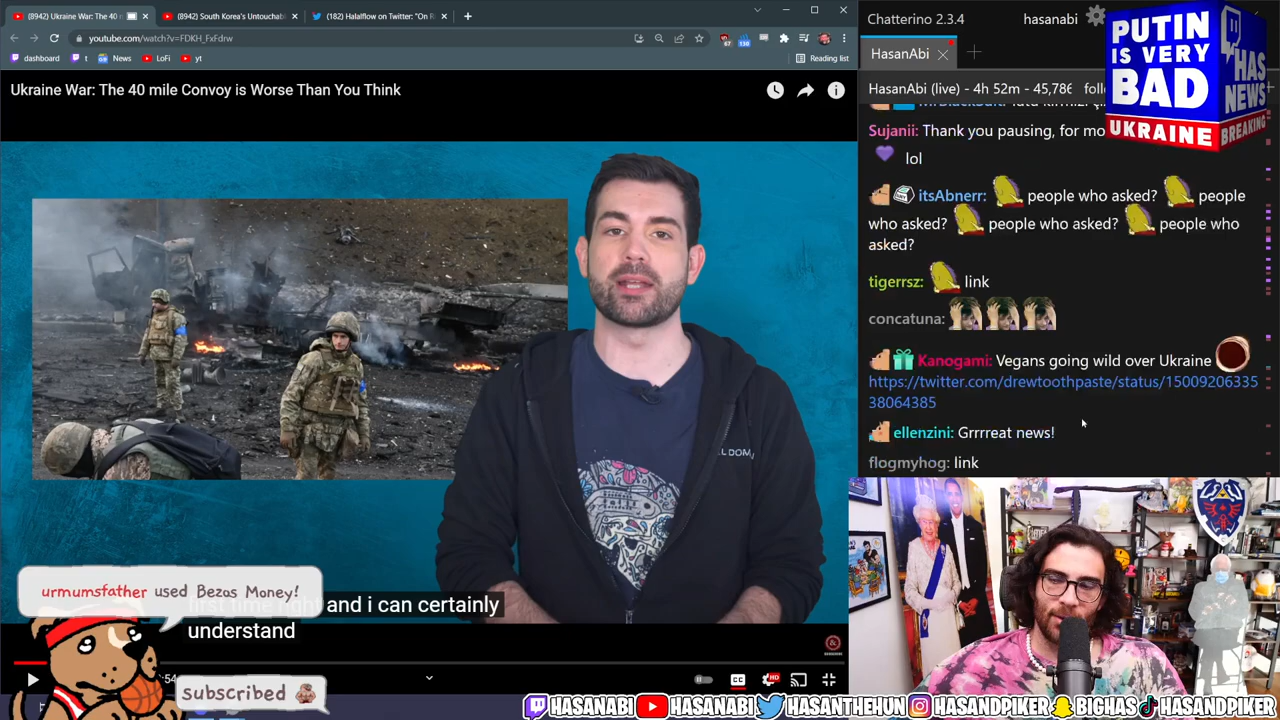 (8942) Ukraine War: The 40 m
(8942) South Korea's Untouchab
(182) Halalflow on Twitter: "On R
youtube.com/watch?v=FDKH_FxFdrw
dashboard
t
News
LoFi
yt
Reading list
Ukraine War: The 40 mile Convoy is Worse Than You Think
and i can certainly
understand
urmumsfather used Bezos Money!
subscribed
Chatterino 2.3.4
hasanabi
HasanAbi
HasanAbi (live) - 4h 52m - 45,786
Sujanii: Thank you pausing, for mo
lol
itsAbnerr: people who asked? people
who asked? people who asked? people who
asked?
tigerrsz: link
concatuna:
Kanogami: Vegans going wild over Ukraine
https://twitter.com/drewtoothpaste/status/15009206335
38064385
ellenzini: Grrrreat news!
flogmyhog: link
PUTIN
IS VERY
BAD
UKRAINE
HAS
NEWS
BREAKING
HASANABI HASANABI HASANTHEHUN HASANDPIKER BIGHAS HASANDPIKER